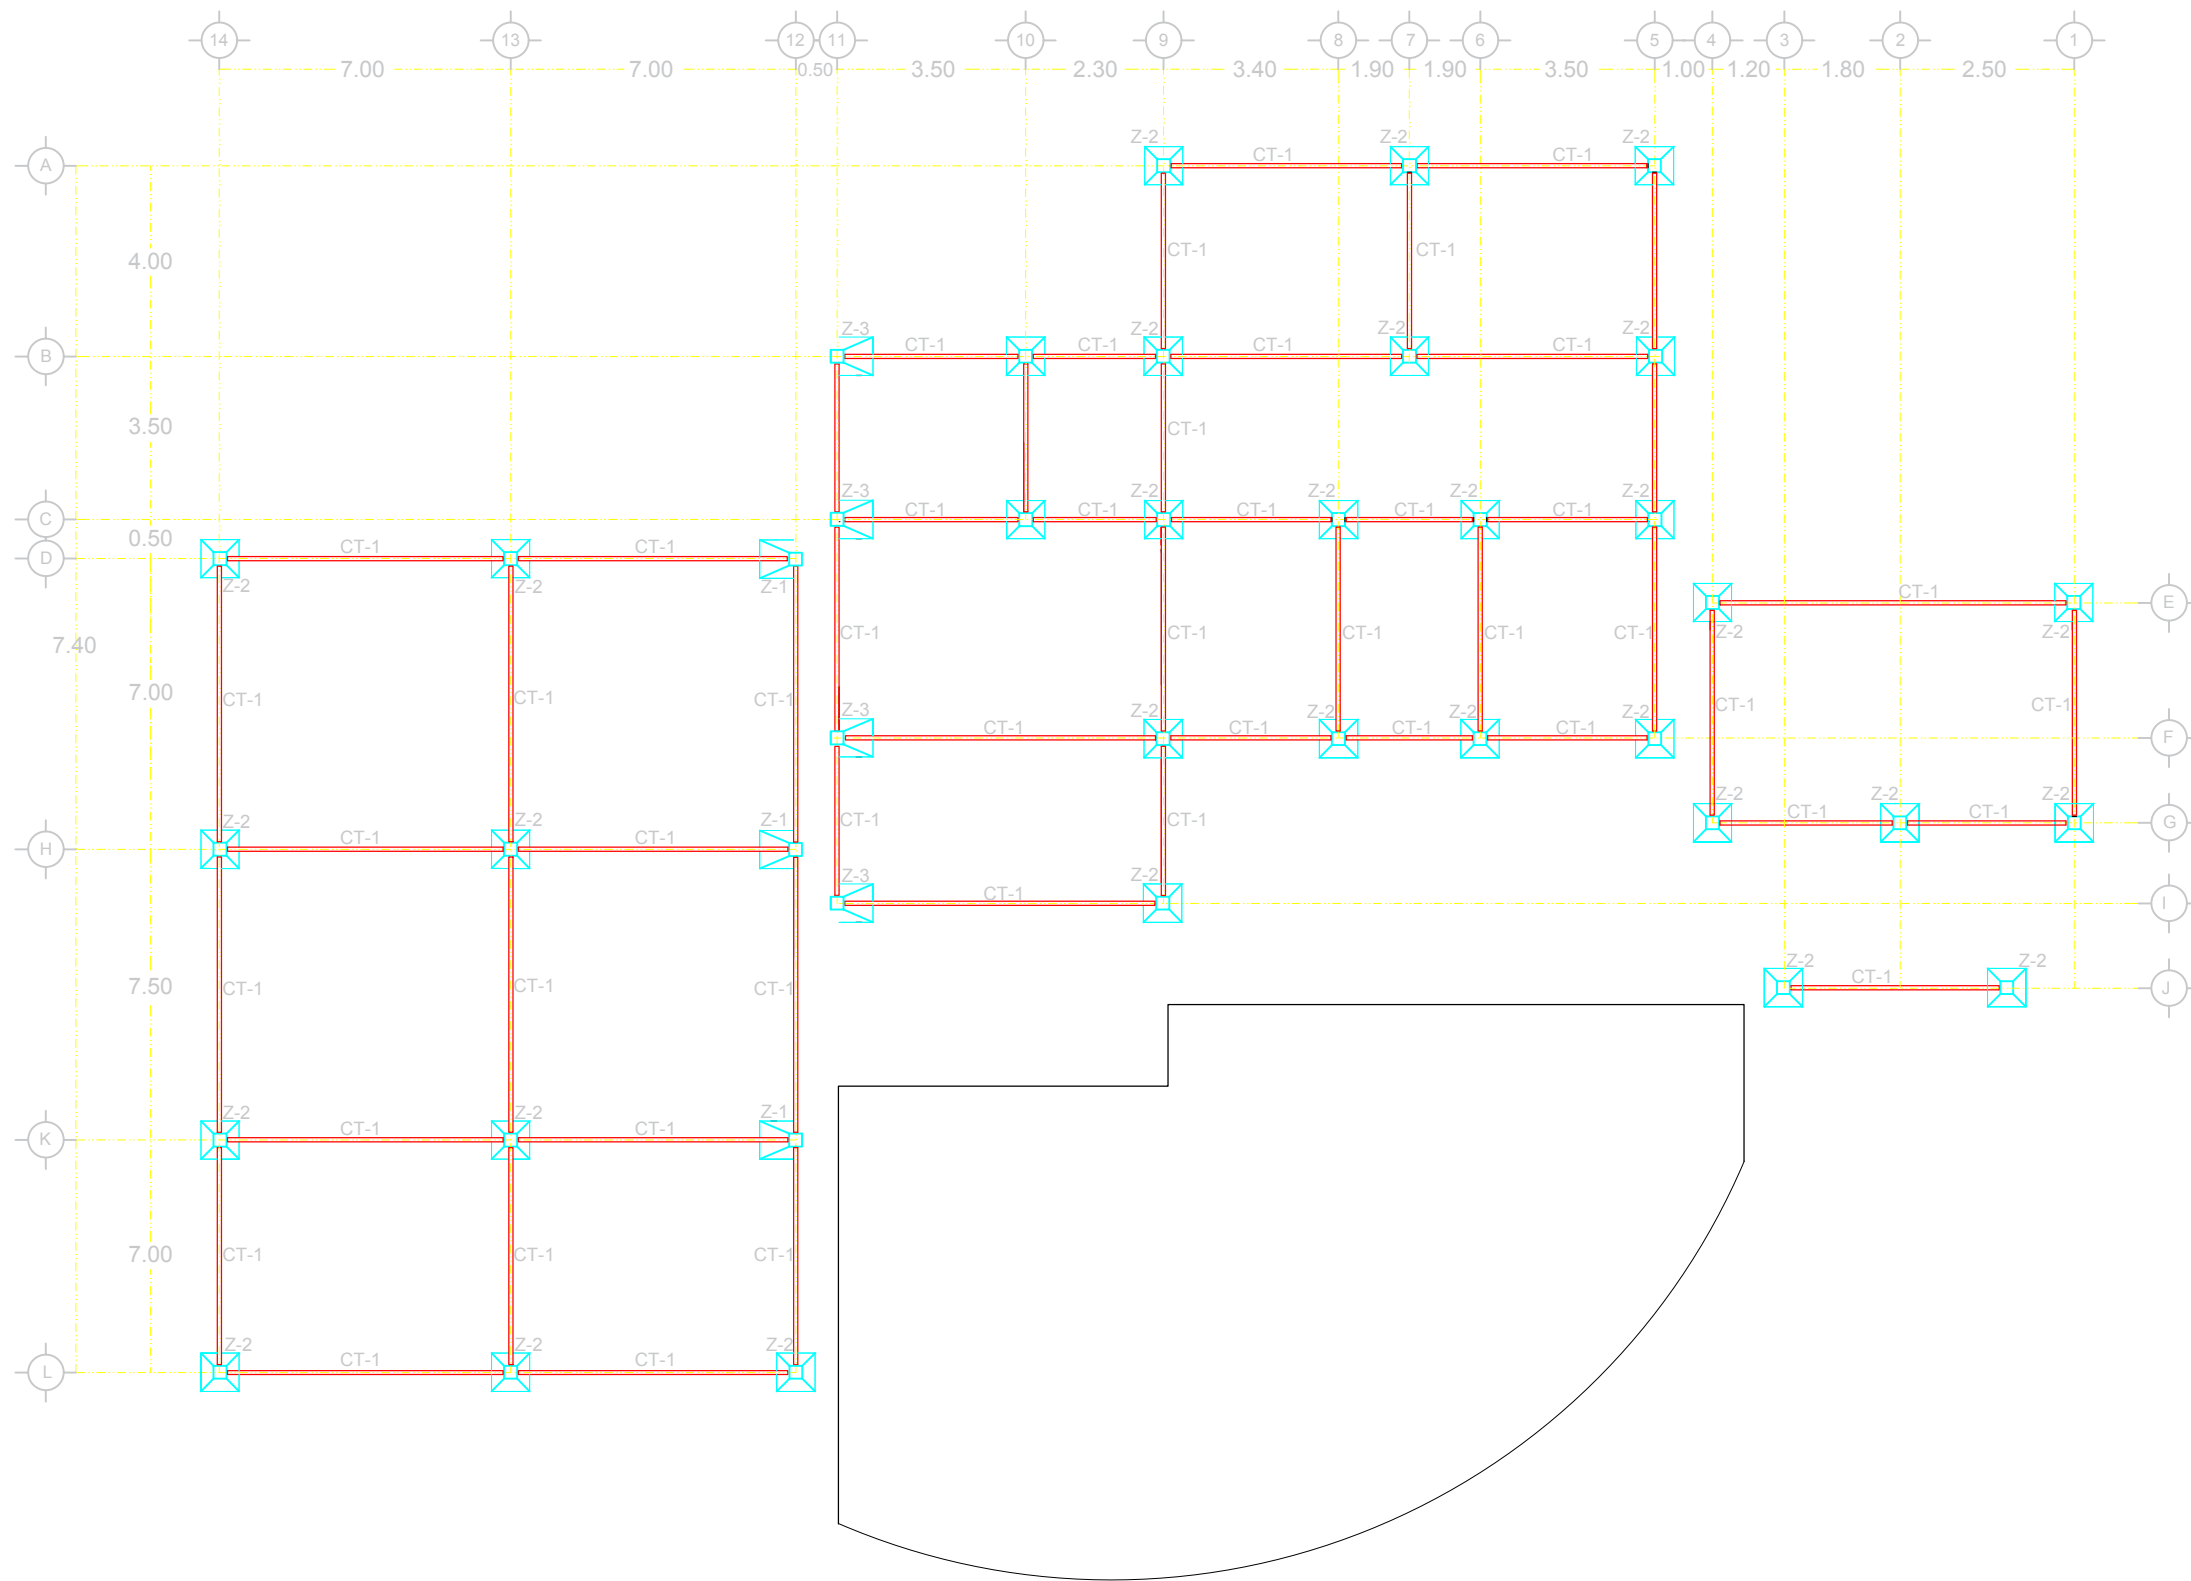 14 13 12 11 10 9 8 7 6 5 4 3 2 1
7.00 7.00 0.50 3.50 2.30 3.40 1.90 1.90 3.50 1.00 1.20 1.80 2.50
Z-2 Z-2 Z-2
A CT-1 CT-1
4.00 CT-1 CT-1
Z-3 Z-2 Z-2 Z-2
B CT-1 CT-1 CT-1 CT-1
3.50 CT-1
Z-3 Z-2 Z-2 Z-2 Z-2
C CT-1 CT-1 CT-1 CT-1 CT-1
0.50 CT-1 CT-1
D
Z-2 Z-2 Z-1 CT-1 E
7.40 CT-1 CT-1 CT-1 CT-1 CT-1 Z-2 Z-2
7.00 CT-1 CT-1 CT-1 CT-1 CT-1
Z-3 Z-2 Z-2 Z-2 Z-2
CT-1 CT-1 CT-1 CT-1 F
Z-2 Z-2 Z-2
Z-2 Z-2 Z-1 CT-1 CT-1 CT-1 CT-1 G
H CT-1 CT-1
Z-3 Z-2
CT-1 I
Z-2 Z-2
7.50 CT-1 CT-1 CT-1 CT-1 J
Z-2 Z-2 Z-1
K CT-1 CT-1
7.00 CT-1 CT-1 CT-1
Z-2 Z-2 Z-2
L CT-1 CT-1